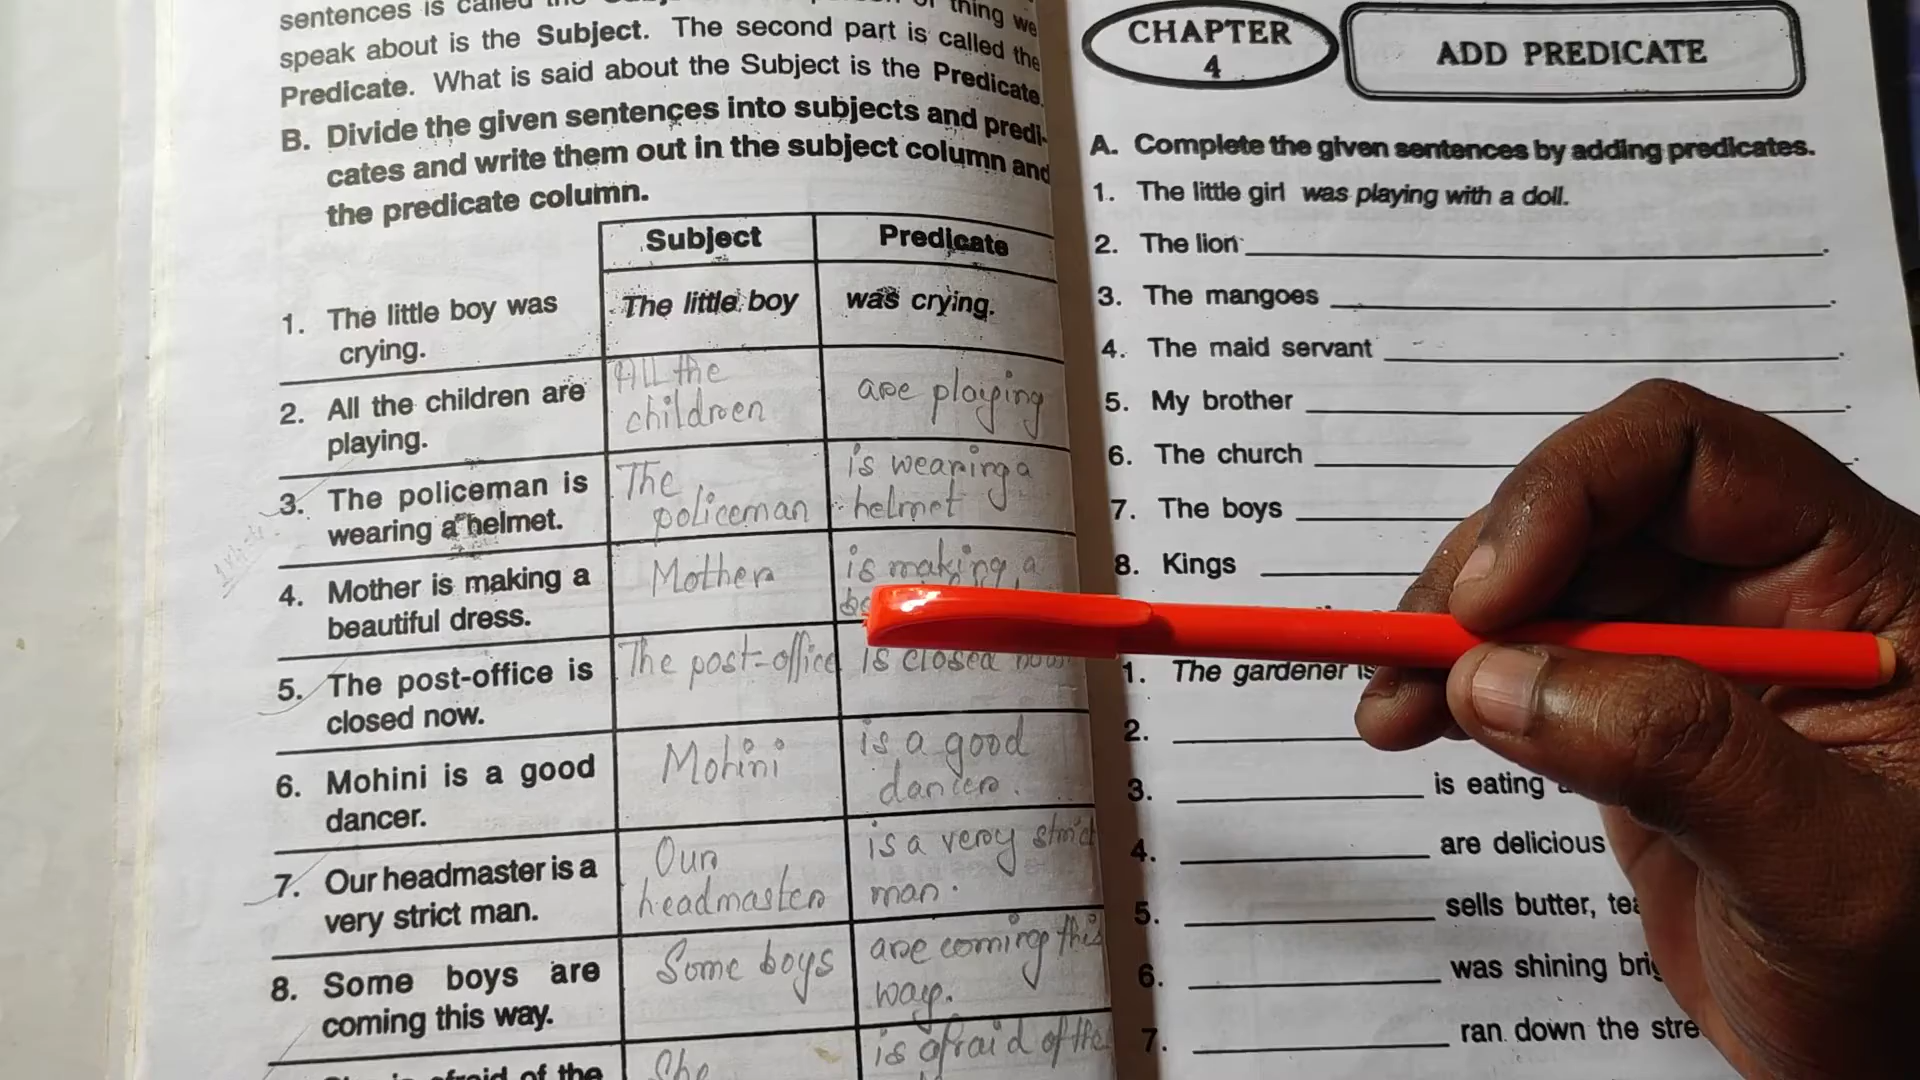 sentences is called the
thing we
speak about is the Subject. The second part is called the
Predicate. What is said about the Subject is the Predicate.
B. Divide the given sentences into subjects and predi-
cates and write them out in the subject column and
the predicate column.
Subject Predicate
1. The little boy was The little boy was crying.
crying.
2. All the children are All the are playing
playing. children
3. The policeman is The is wearing a
wearing a helmet. policeman helmet
4. Mother is making a Mother is making a
beautiful dress.
5. The post-office is The post-office is closed now
closed now.
6. Mohini is a good Mohini is a good
dancer. dancer.
7. Our headmaster is a Our is a very strict
very strict man. headmaster man.
8. Some boys are Some boys are coming this
coming this way. way.
afraid of the She is afraid of the
CHAPTER
4
ADD PREDICATE
A. Complete the given sentences by adding predicates.
1. The little girl was playing with a doll.
2. The lion .
3. The mangoes .
4. The maid servant .
5. My brother .
6. The church .
7. The boys
8. Kings
1. The gardener is
2.
3. is eating
4. are delicious
5. sells butter,
6. was shining
7. ran down the